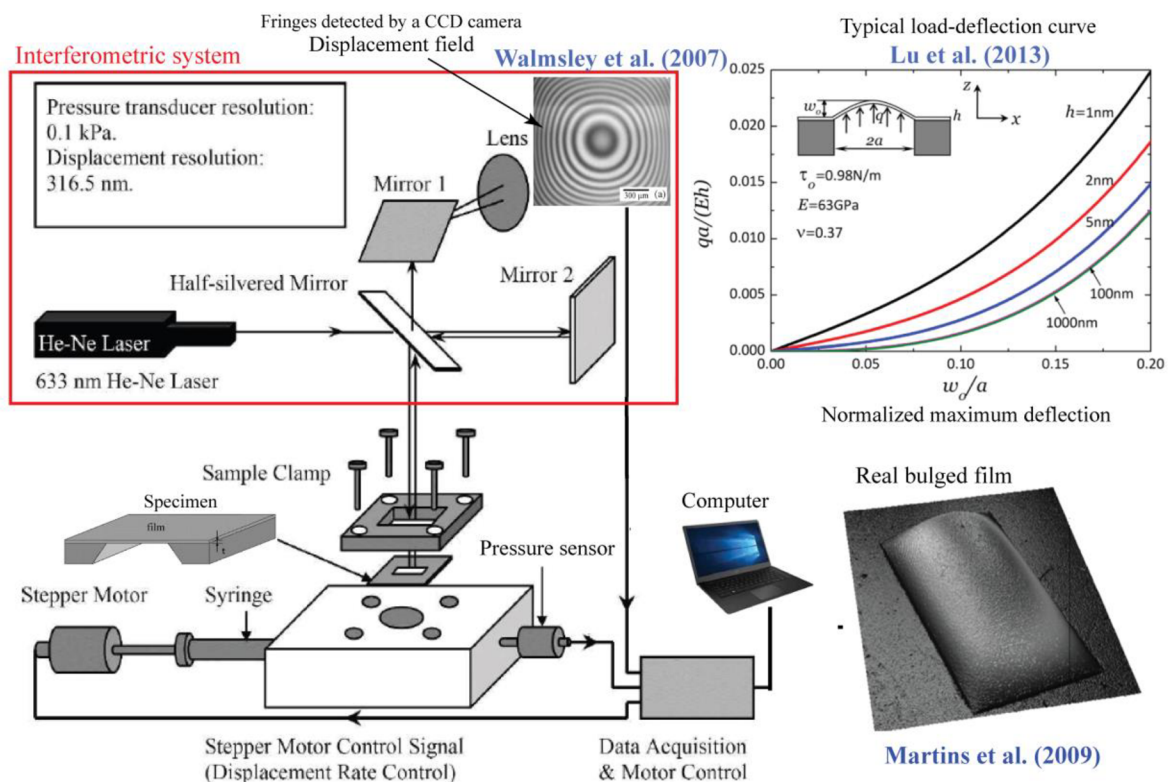 Fringes detected by a CCD camera
Displacement field
Interferometric system
Walmsley et al. (2007)
Pressure transducer resolution:
0.1 kPa.
Displacement resolution:
316.5 nm.
Lens
300 μm
(a)
Mirror 1
Half-silvered Mirror
Mirror 2
He-Ne Laser
633 nm He-Ne Laser
Typical load-deflection curve
Lu et al. (2013)
0.025
0.020
0.015
0.010
0.005
0.000
qa/(Eh)
wₒ
q
h
2a
z
x
τₒ=0.98N/m
E=63GPa
ν=0.37
h=1nm
2nm
5nm
100nm
1000nm
0.00 0.05 0.10 0.15 0.20
wₒ/a
Normalized maximum deflection
Sample Clamp
Specimen
film
t
Stepper Motor
Syringe
Pressure sensor
Computer
Stepper Motor Control Signal
(Displacement Rate Control)
Data Acquisition
& Motor Control
Real bulged film
Martins et al. (2009)